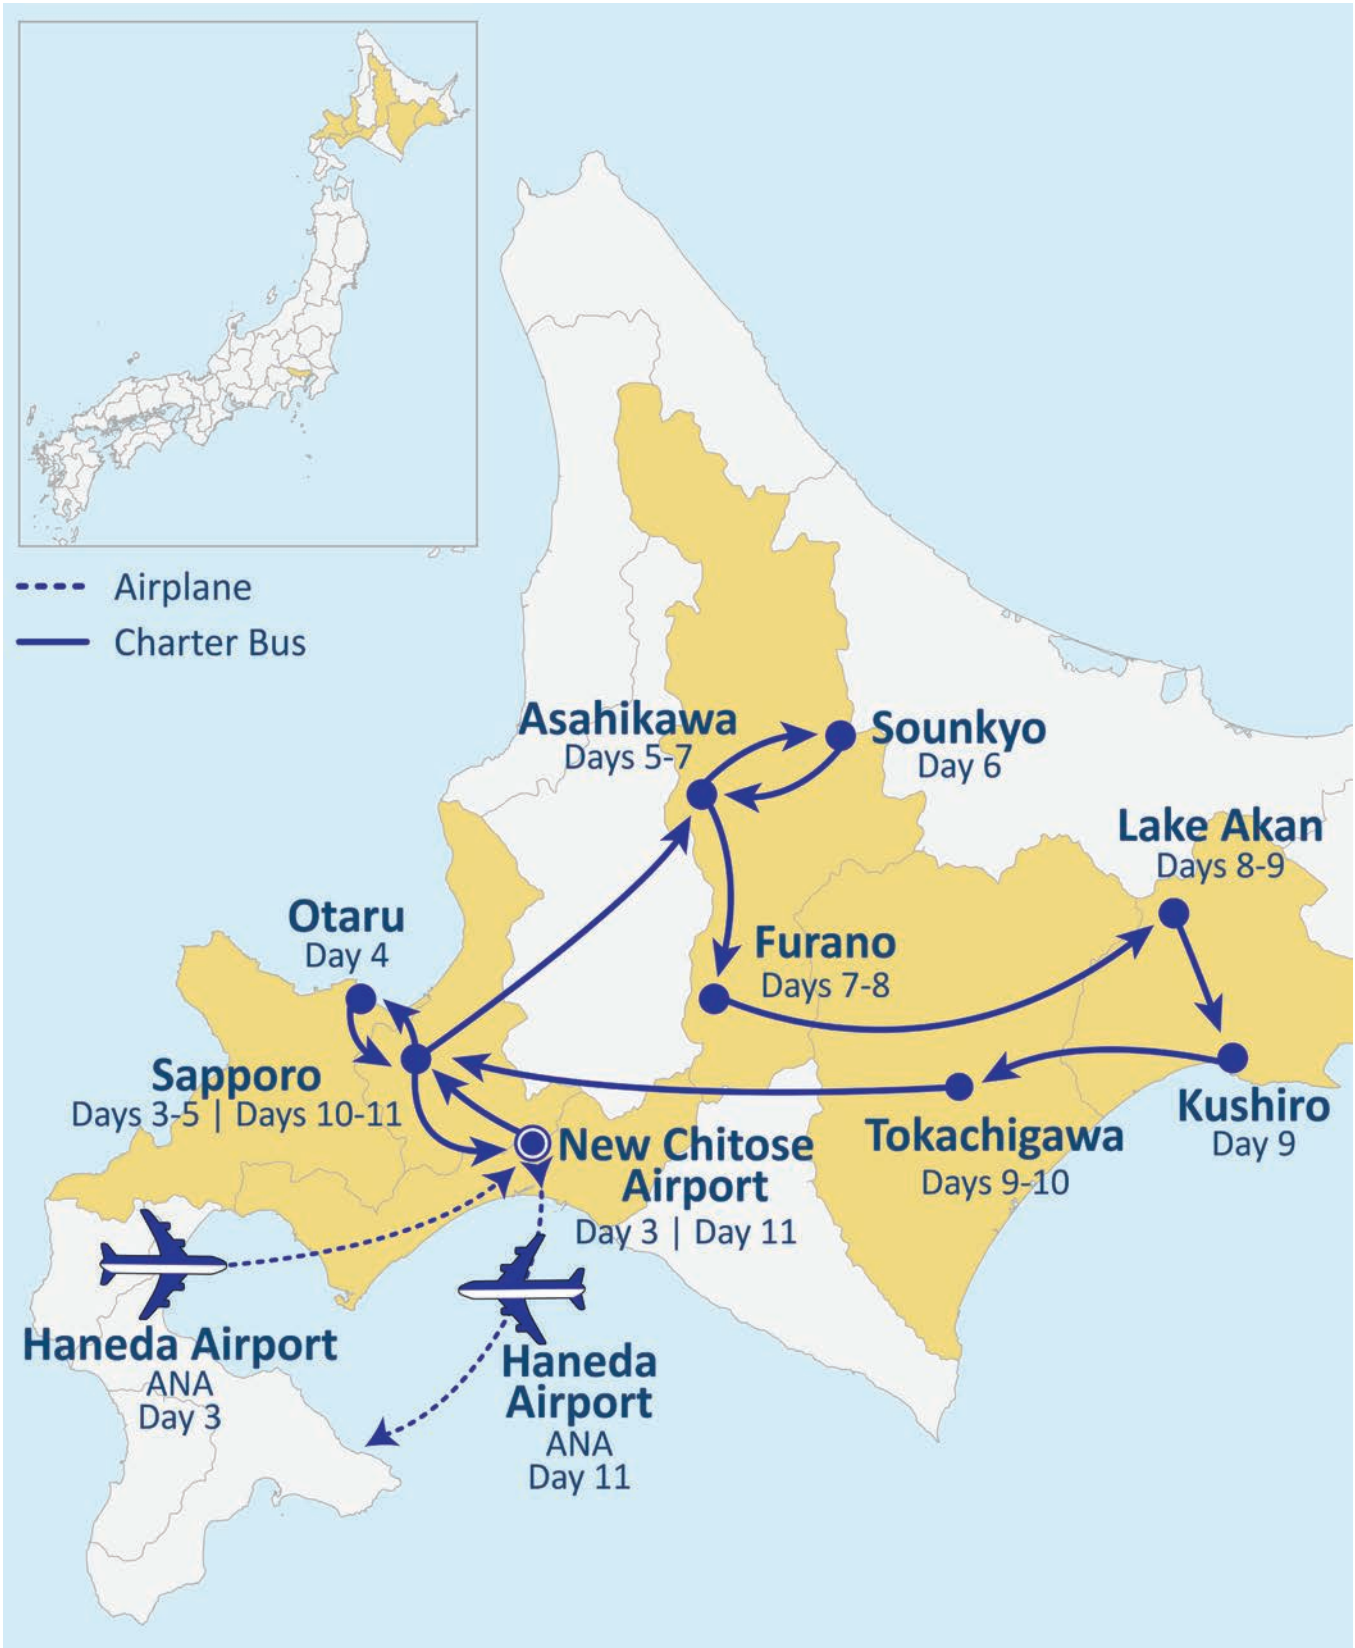 Airplane
Charter Bus
Asahikawa
Days 5-7
Sounkyo
Day 6
Lake Akan
Days 8-9
Otaru
Day 4
Furano
Days 7-8
Sapporo
Days 3-5 | Days 10-11
Kushiro
Day 9
Tokachigawa
Days 9-10
New Chitose
Airport
Day 3 | Day 11
Haneda Airport
ANA
Day 3
Haneda
Airport
ANA
Day 11